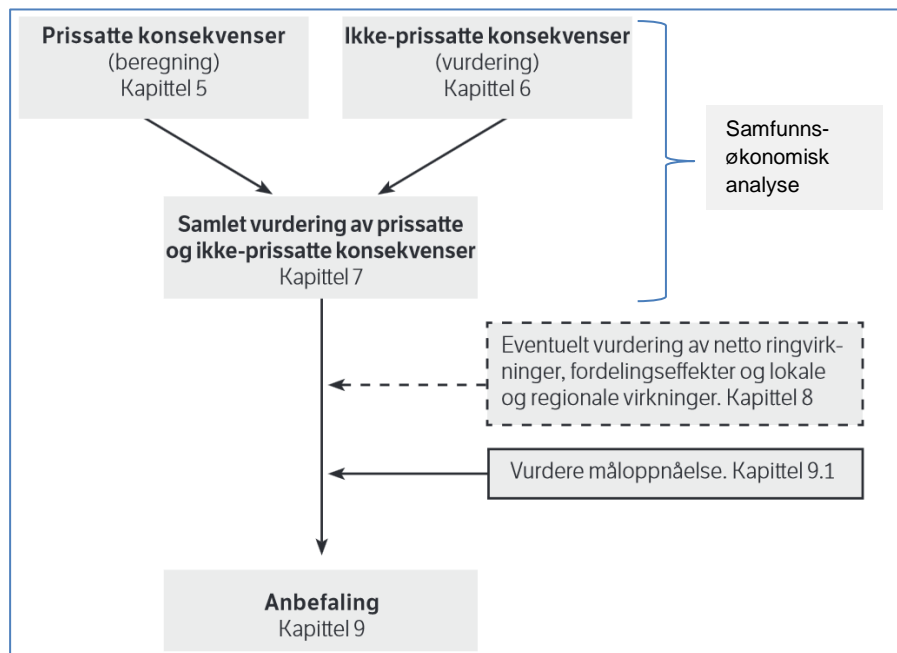 Prissatte konsekvenser
(beregning)
Kapittel 5
Ikke-prissatte konsekvenser
(vurdering)
Kapittel 6
Samfunns-
økonomisk
analyse
Samlet vurdering av prissatte
og ikke-prissatte konsekvenser
Kapittel 7
Eventuelt vurdering av netto ringvirk-
ninger, fordelingseffekter og lokale
og regionale virkninger. Kapittel 8
Vurdere måloppnåelse. Kapittel 9.1
Anbefaling
Kapittel 9